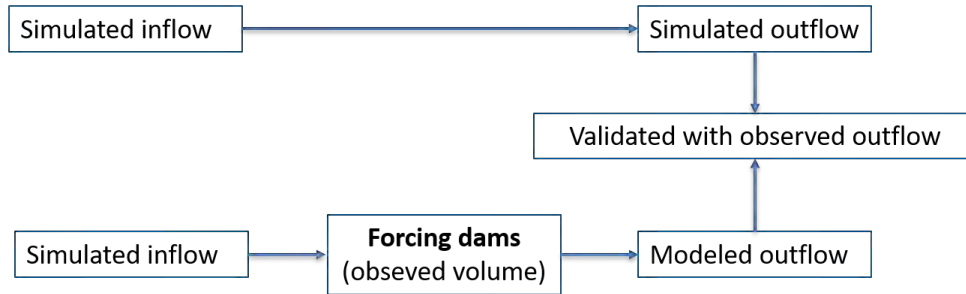 Simulated inflow
Simulated outflow
Validated with observed outflow
Simulated inflow
Forcing dams
(obseved volume)
Modeled outflow